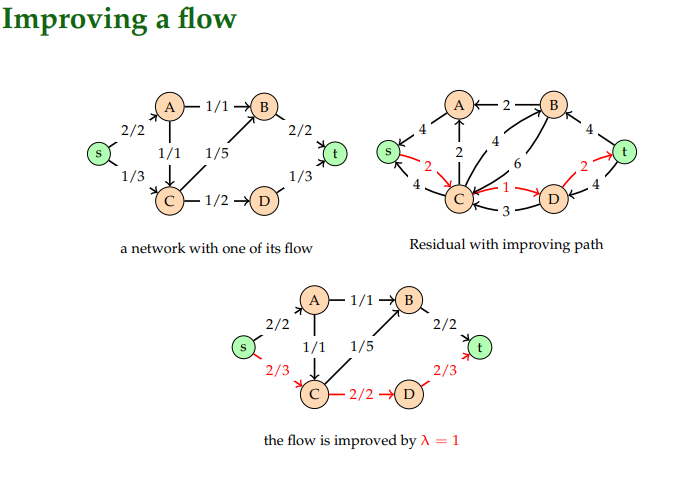 Improving a flow
A 1/1 B
2/2 2/2
s 1/1 1/5 t
1/3 1/3
C 1/2 D
a network with one of its flow
A 2 B
4 4 4
s 2 t
2 6 2
4 1 4
C 3 D
Residual with improving path
A 1/1 B
2/2 2/2
s 1/1 1/5 t
2/3 2/3
C 2/2 D
the flow is improved by λ = 1